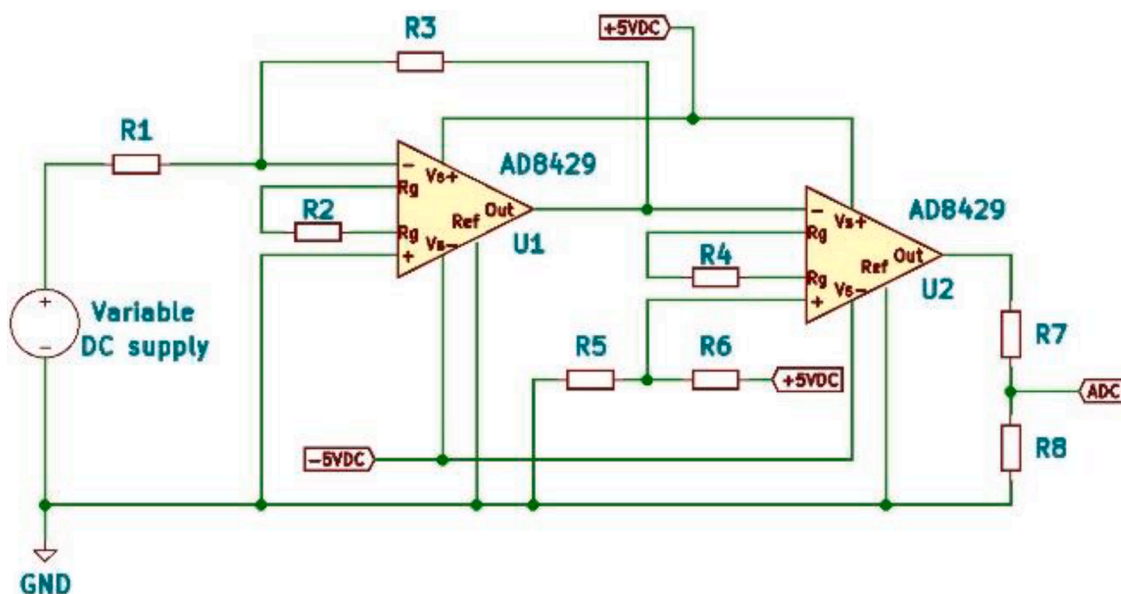 R3
+5VDC
R1
AD8429
−
Vs+
Rg
R2
Ref
Out
Rg
Vs−
+
U1
AD8429
−
Vs+
Rg
R4
Ref
Out
Rg
Vs−
+
U2
+
Variable
DC supply
−
R5
R6
+5VDC
R7
ADC
R8
−5VDC
GND